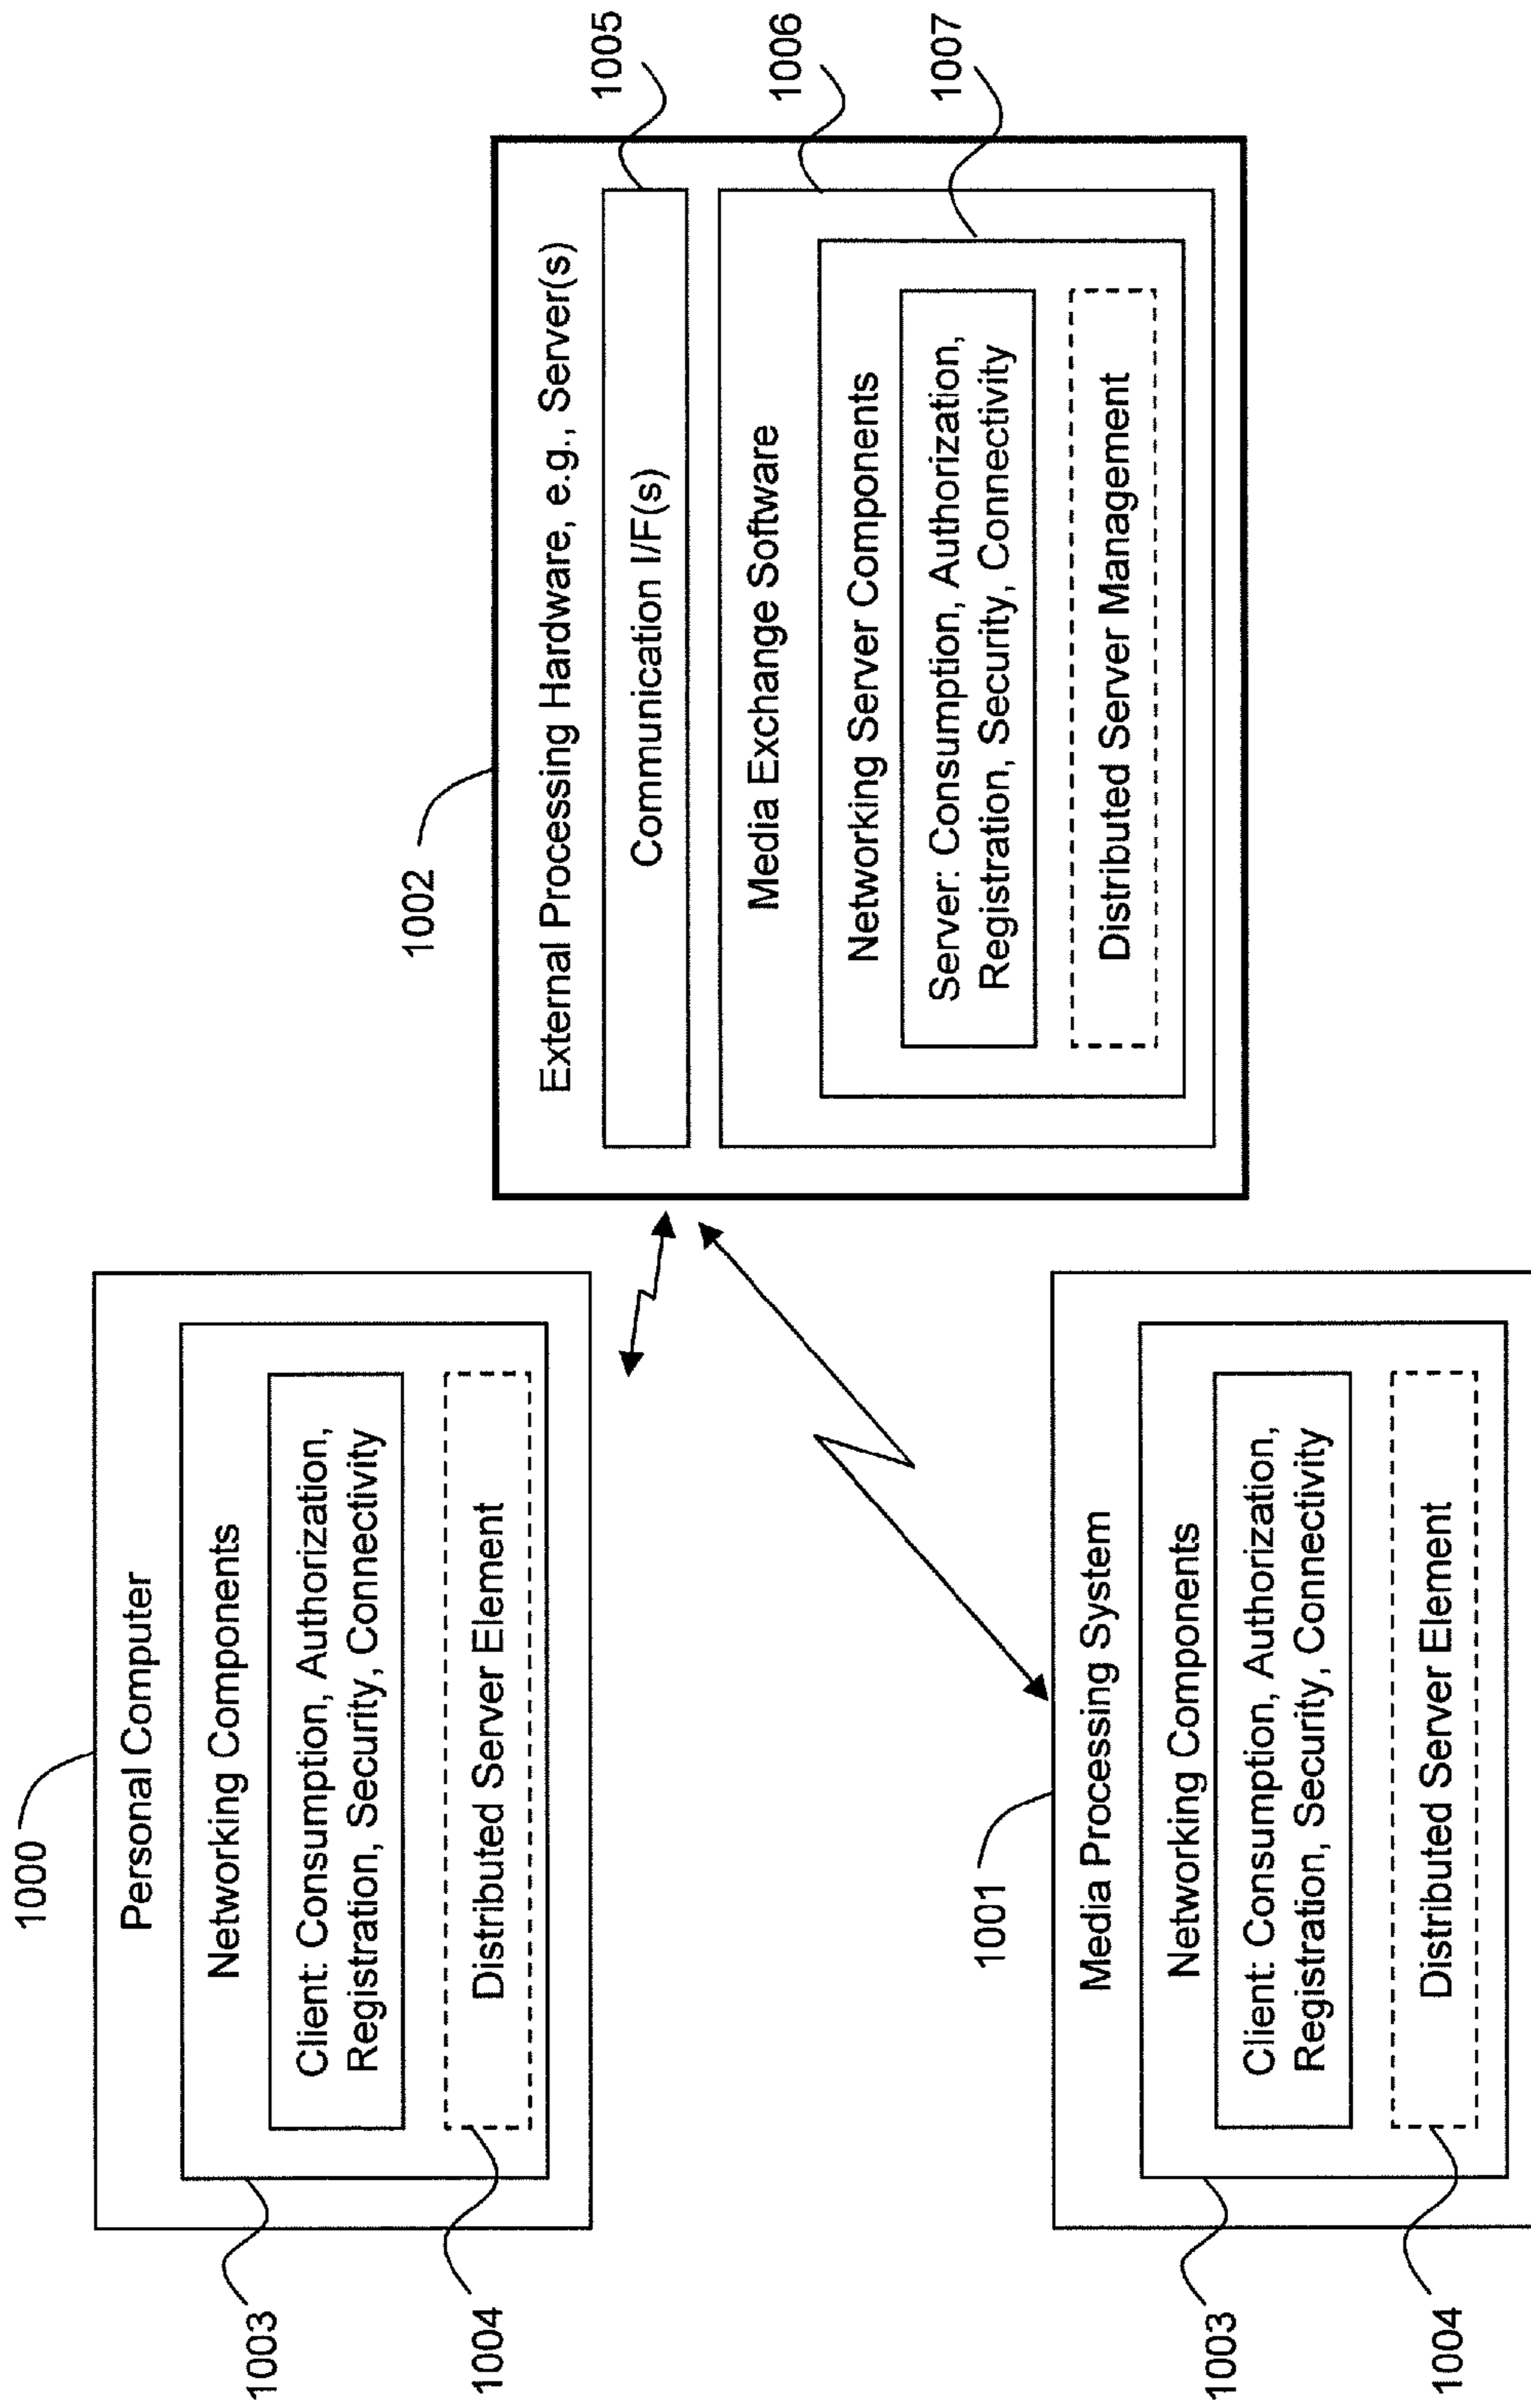 1000
Personal Computer
Networking Components
Client: Consumption, Authorization,
Registration, Security, Connectivity
Distributed Server Element
1003
1004
1002
External Processing Hardware, e.g., Server(s)
Communication I/F(s)
Media Exchange Software
Networking Server Components
Server: Consumption, Authorization,
Registration, Security, Connectivity
Distributed Server Management
1005
1006
1007
1001
Media Processing System
Networking Components
Client: Consumption, Authorization,
Registration, Security, Connectivity
Distributed Server Element
1003
1004